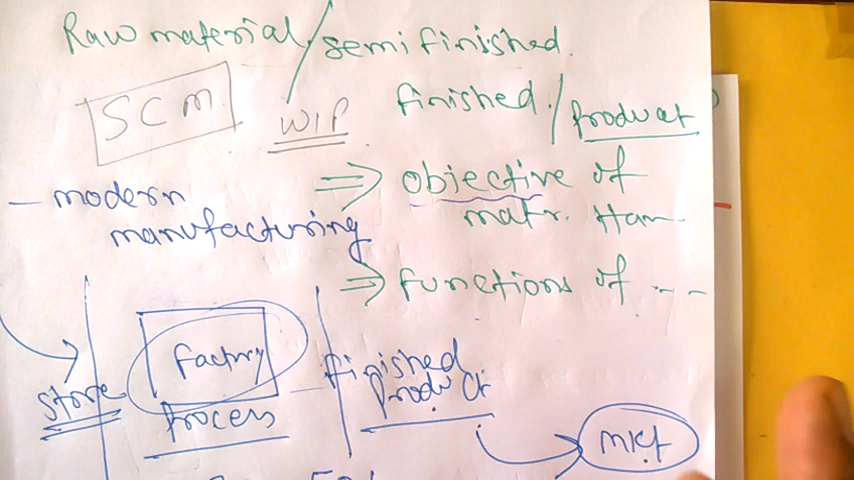 Raw material/semi finished.
SCM
WIP
finished./Product
⇒ objective of
matr. Han-
- modern
manufacturing
⇒ functions of ---
store
factory
Process
finished
Product
mkt